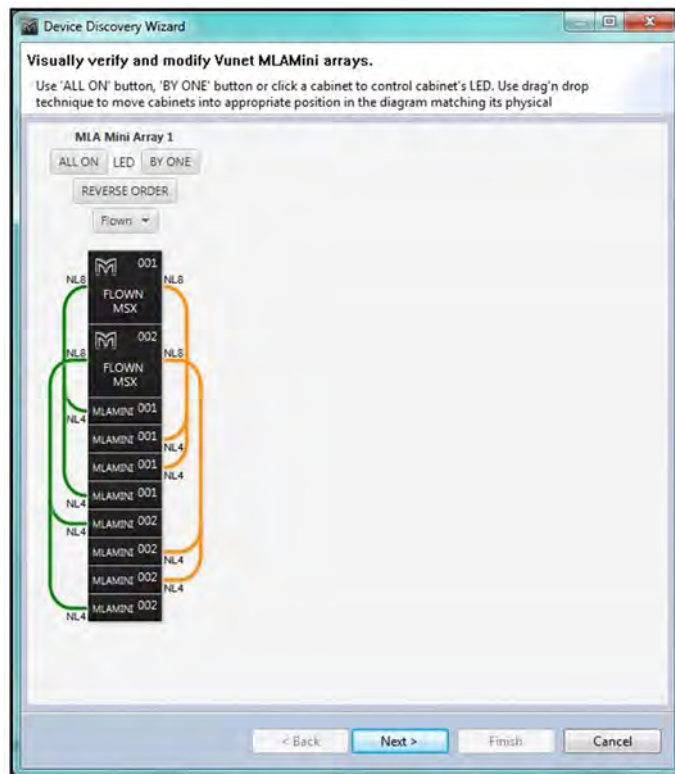 Device Discovery Wizard
Visually verify and modify Vunet MLAMini arrays.
Use 'ALL ON' button, 'BY ONE' button or click a cabinet to control cabinet's LED. Use drag'n drop
technique to move cabinets into appropriate position in the diagram matching its physical
MLA Mini Array 1
ALL ON LED BY ONE
REVERSE ORDER
Flown
001
NL8 NL8
FLOWN
MSX
002
NL8 NL8
FLOWN
MSX
MLAMINI 001
NL4
MLAMINI 001
NL4
MLAMINI 001
NL4
MLAMINI 001
NL4
MLAMINI 002
NL4
MLAMINI 002
NL4
MLAMINI 002
NL4
MLAMINI 002
NL4
< Back Next > Finish Cancel